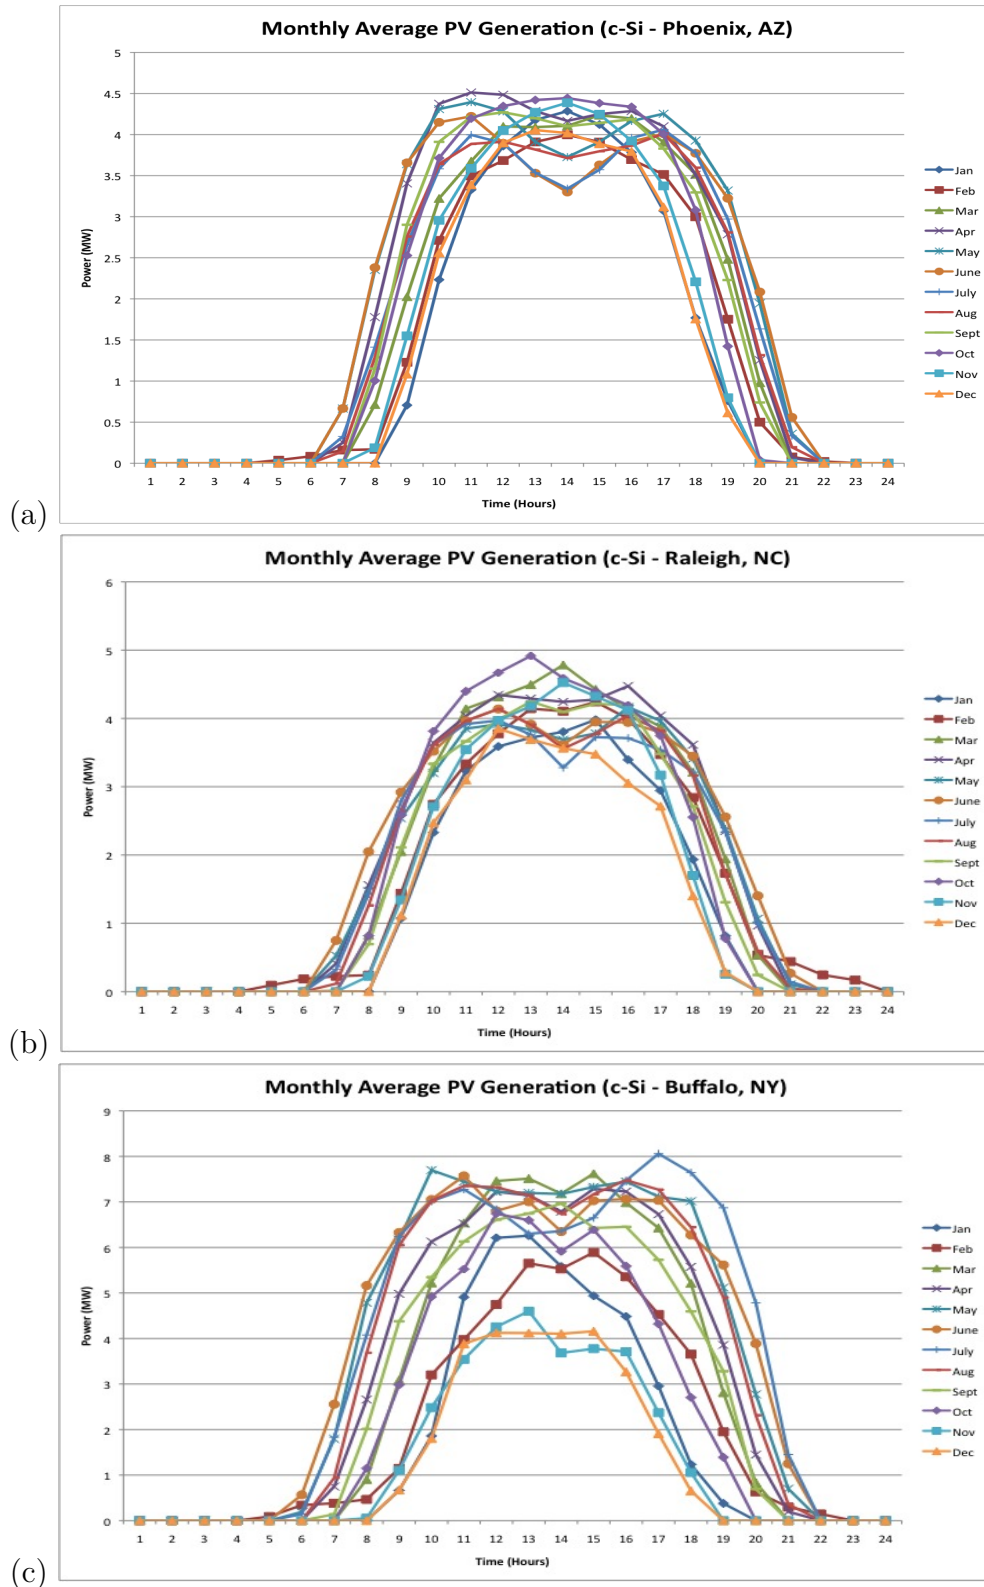 Monthly Average PV Generation (c-Si - Phoenix, AZ)
5
4.5
4
3.5
3
2.5
2
1.5
1
0.5
0
Power (MW)
1 2 3 4 5 6 7 8 9 10 11 12 13 14 15 16 17 18 19 20 21 22 23 24
Time (Hours)
Jan
Feb
Mar
Apr
May
June
July
Aug
Sept
Oct
Nov
Dec
(a)
Monthly Average PV Generation (c-Si - Raleigh, NC)
6
5
4
3
2
1
0
Power (MW)
1 2 3 4 5 6 7 8 9 10 11 12 13 14 15 16 17 18 19 20 21 22 23 24
Time (Hours)
Jan
Feb
Mar
Apr
May
June
July
Aug
Sept
Oct
Nov
Dec
(b)
Monthly Average PV Generation (c-Si - Buffalo, NY)
9
8
7
6
5
4
3
2
1
0
Power (MW)
1 2 3 4 5 6 7 8 9 10 11 12 13 14 15 16 17 18 19 20 21 22 23 24
Time (Hours)
Jan
Feb
Mar
Apr
May
June
July
Aug
Sept
Oct
Nov
Dec
(c)